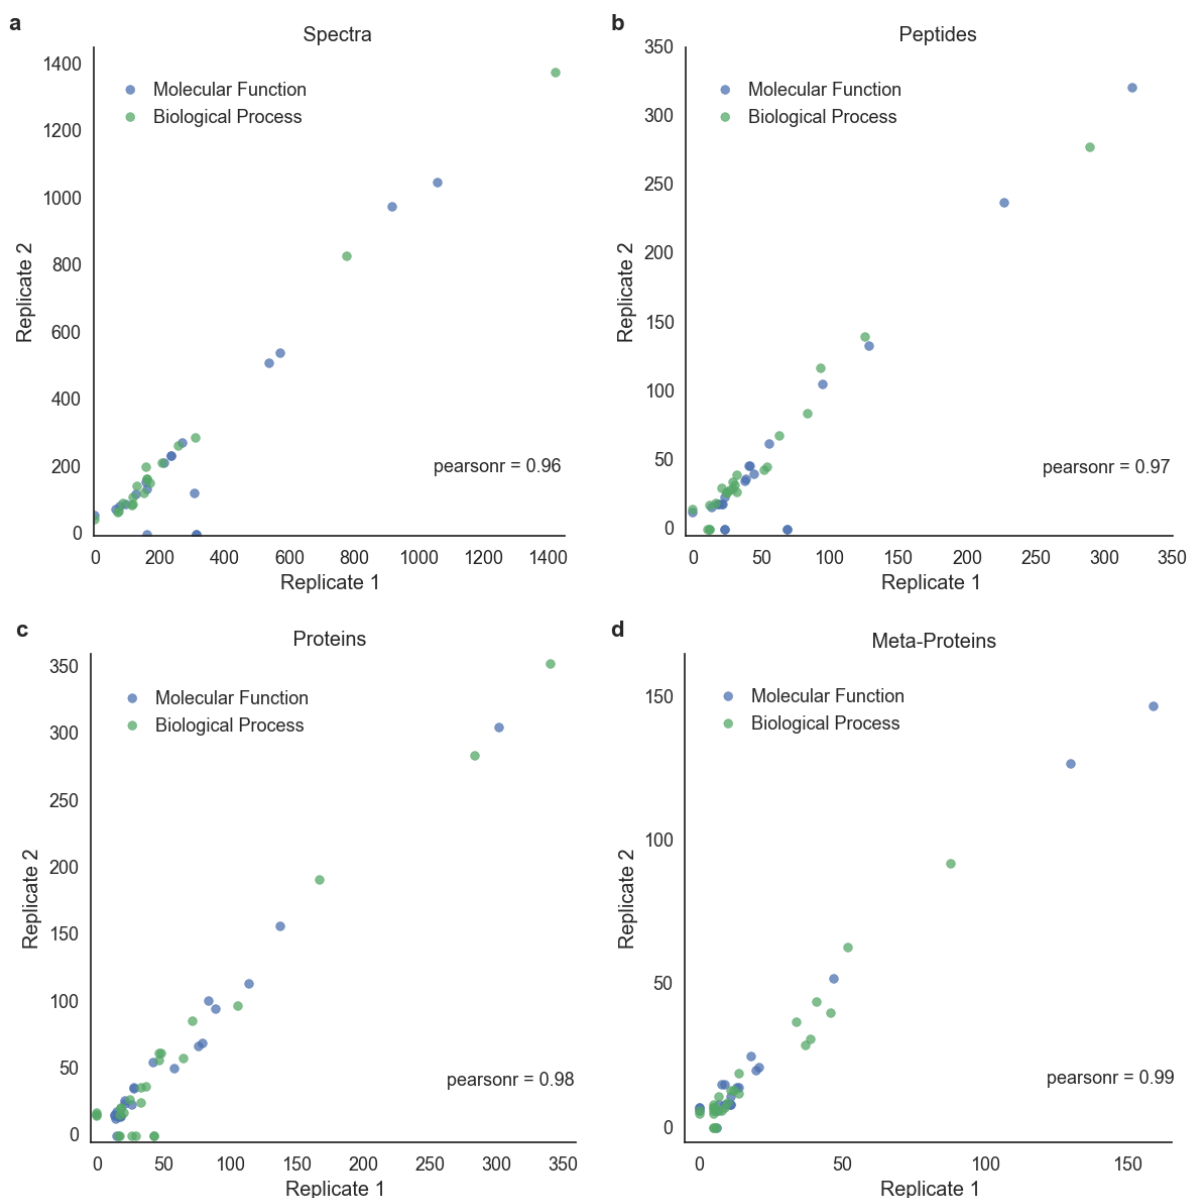 a
Spectra
1400
1200
1000
800
600
400
200
0
Replicate 2
Molecular Function
Biological Process
pearsonr = 0.96
0 200 400 600 800 1000 1200 1400
Replicate 1
b
Peptides
350
300
250
200
150
100
50
0
Replicate 2
Molecular Function
Biological Process
pearsonr = 0.97
0 50 100 150 200 250 300 350
Replicate 1
c
Proteins
350
300
250
200
150
100
50
0
Replicate 2
Molecular Function
Biological Process
pearsonr = 0.98
0 50 100 150 200 250 300 350
Replicate 1
d
Meta-Proteins
150
100
50
0
Replicate 2
Molecular Function
Biological Process
pearsonr = 0.99
0 50 100 150
Replicate 1